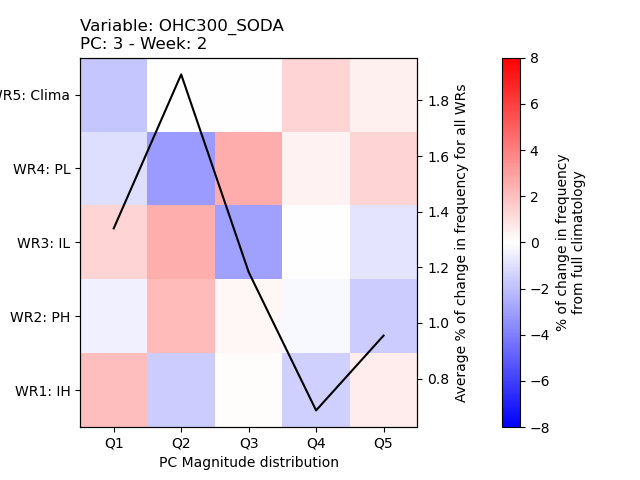 Variable: OHC300_SODA
PC: 3 - Week: 2
WR5: Clima
WR4: PL
WR3: IL
WR2: PH
WR1: IH
Q1 Q2 Q3 Q4 Q5
PC Magnitude distribution
1.8
1.6
1.4
1.2
1.0
0.8
Average % of change in frequency for all WRs
8
6
4
2
0
−2
−4
−6
−8
% of change in frequency
from full climatology